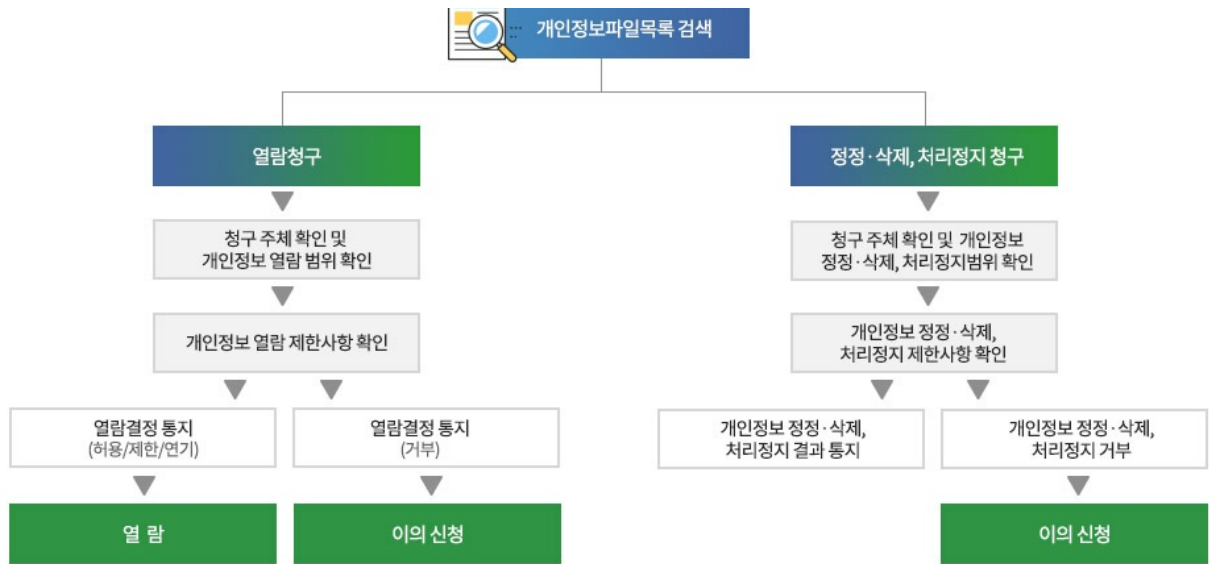 개인정보파일목록 검색
열람청구
정정·삭제, 처리정지 청구
청구 주체 확인 및
개인정보 열람 범위 확인
청구 주체 확인 및 개인정보
정정·삭제, 처리정지범위 확인
개인정보 열람 제한사항 확인
개인정보 정정·삭제,
처리정지 제한사항 확인
열람결정 통지
(허용/제한/연기)
열람결정 통지
(거부)
개인정보 정정·삭제,
처리정지 결과 통지
개인정보 정정·삭제,
처리정지 거부
열 람
이의 신청
이의 신청